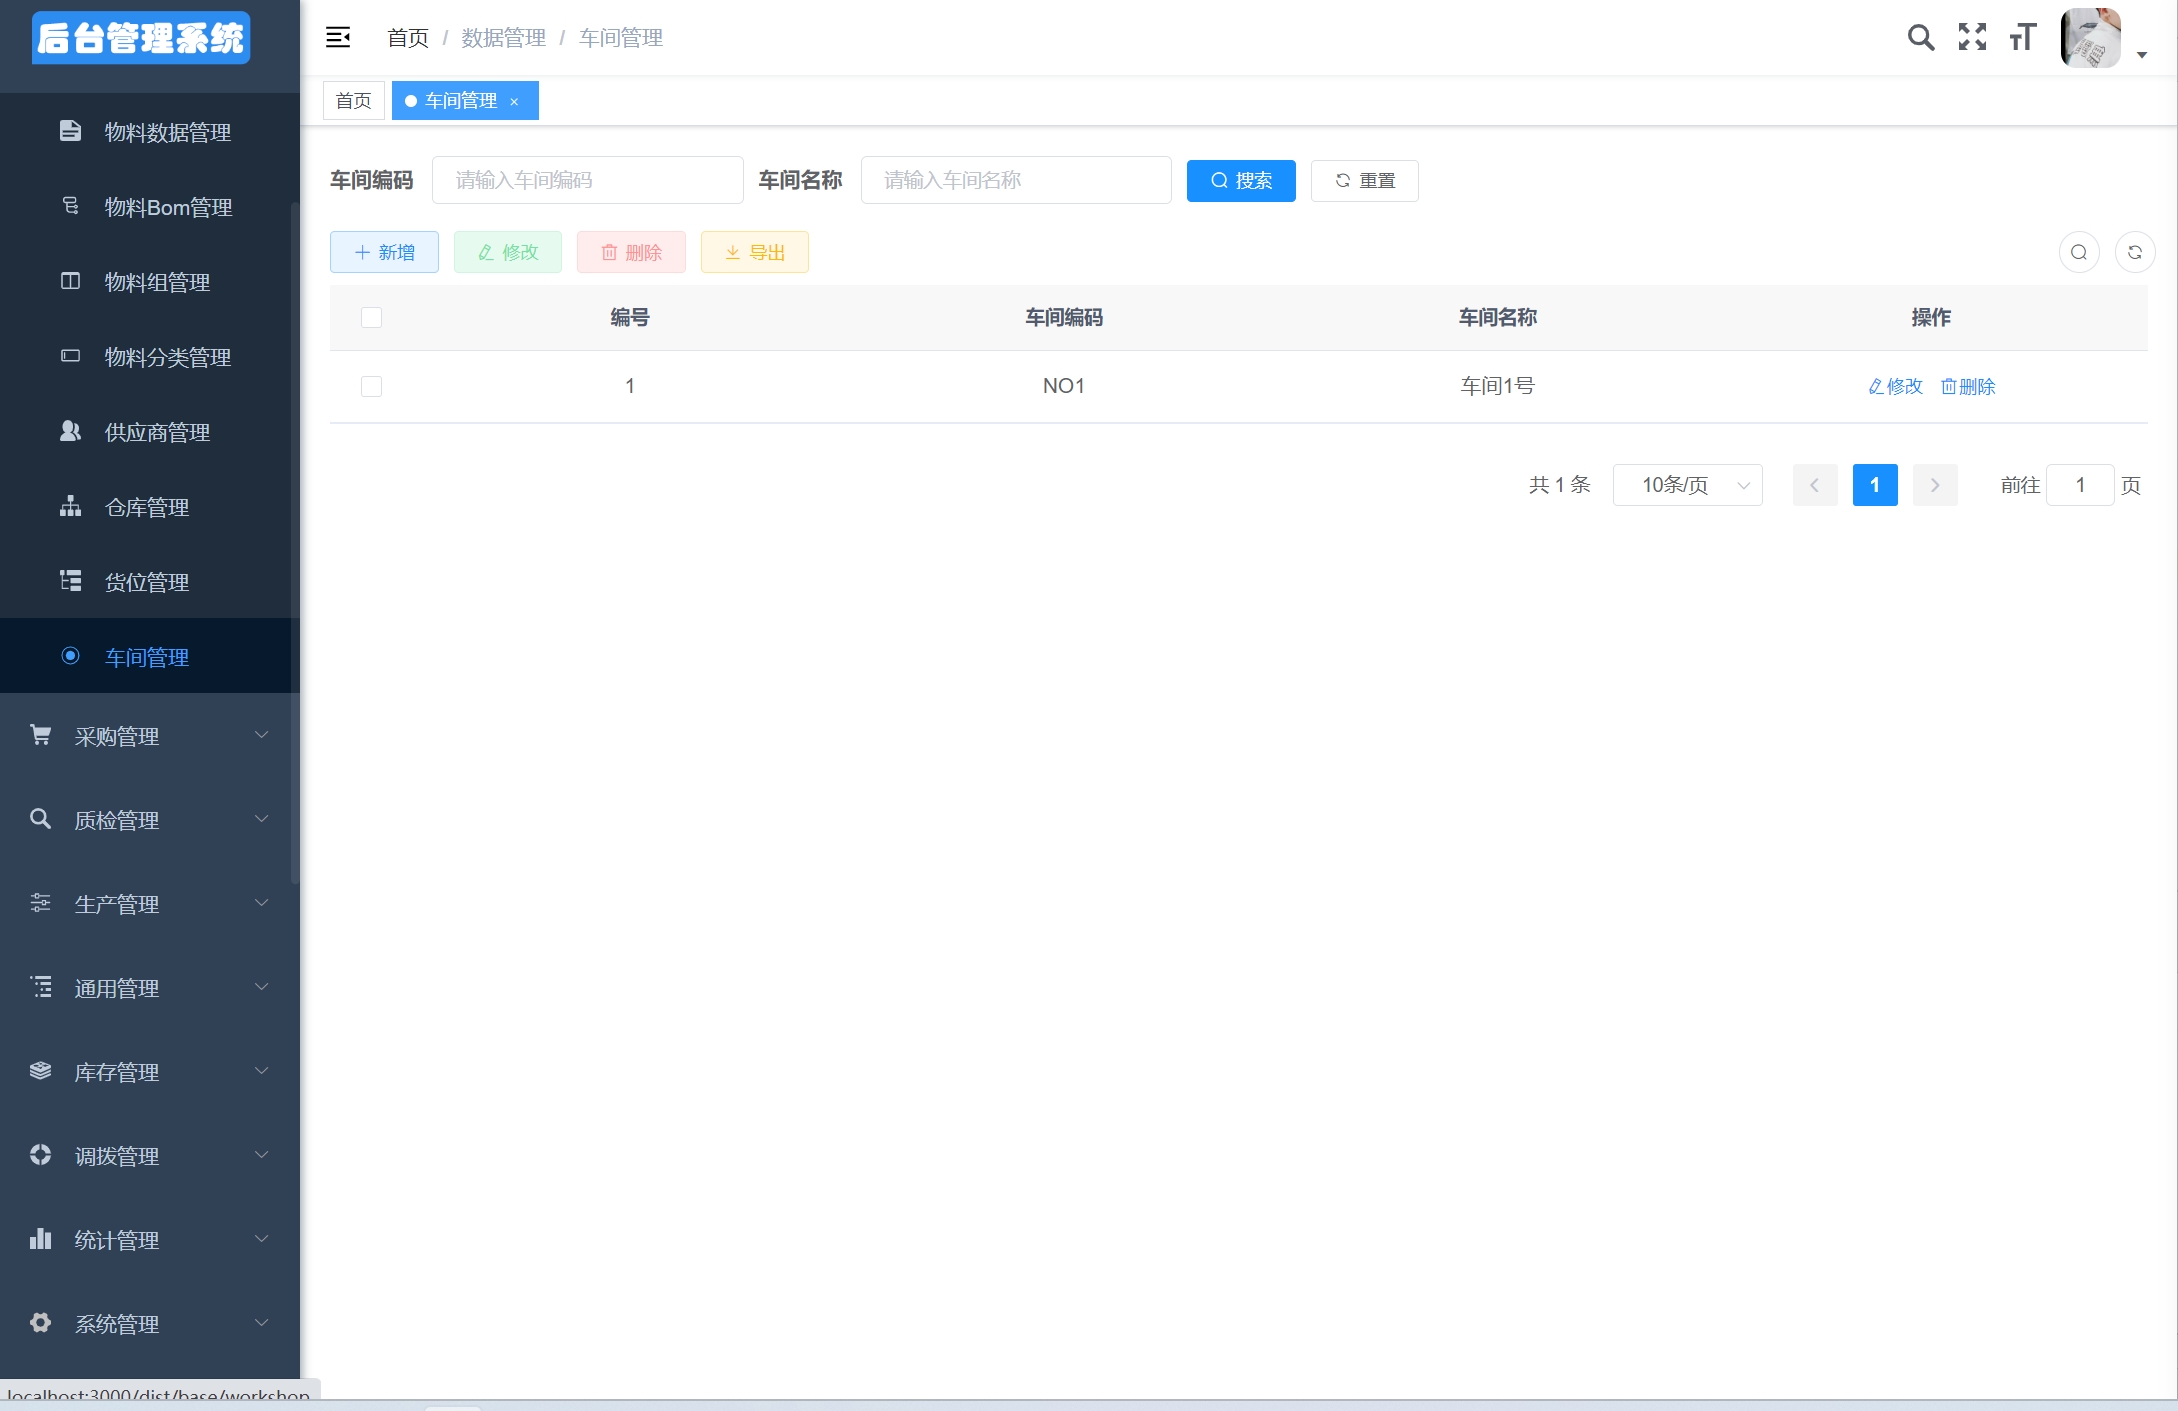 后台管理系统
物料数据管理
物料Bom管理
物料组管理
物料分类管理
供应商管理
仓库管理
货位管理
车间管理
采购管理
质检管理
生产管理
通用管理
库存管理
调拨管理
统计管理
系统管理
localhost:3000/dist/base/workshop
首页 / 数据管理 / 车间管理
首页 车间管理 ×
车间编码 请输入车间编码 车间名称 请输入车间名称 搜索 重置
新增 修改 删除 导出
编号 车间编码 车间名称 操作
1 NO1 车间1号 修改 删除
共 1 条 10条/页 1 前往 1 页